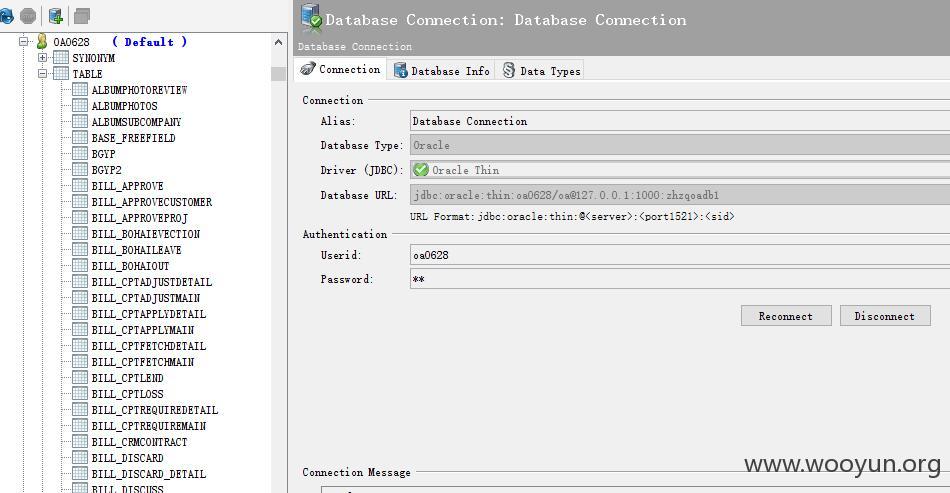 OA0628 ( Default )
SYNONYM
TABLE
ALBUMPHOTOREVIEW
ALBUMPHOTOS
ALBUMSUBCOMPANY
BASE_FREEFIELD
BGYP
BGYP2
BILL_APPROVE
BILL_APPROVECUSTOMER
BILL_APPROVEPROJ
BILL_BOHAIEVECTION
BILL_BOHAILEAVE
BILL_BOHAIOUT
BILL_CPTADJUSTDETAIL
BILL_CPTADJUSTMAIN
BILL_CPTAPPLYDETAIL
BILL_CPTAPPLYMAIN
BILL_CPTFETCHDETAIL
BILL_CPTFETCHMAIN
BILL_CPTLEND
BILL_CPTLOSS
BILL_CPTREQUIREDETAIL
BILL_CPTREQUIREMAIN
BILL_CRMCONTRACT
BILL_DISCARD
BILL_DISCARD_DETAIL
BILL_DISCUSS
Database Connection: Database Connection
Database Connection
Connection Database Info Data Types
Connection
Alias: Database Connection
Database Type: Oracle
Driver (JDBC): Oracle Thin
Database URL: jdbc:oracle:thin:oa0628/oa@127.0.0.1:1000:zhzqoadb1
URL Format: jdbc:oracle:thin:@<server>:<port1521>:<sid>
Authentication
Userid: oa0628
Password: **
Reconnect Disconnect
Connection Message
www.wooyun.org